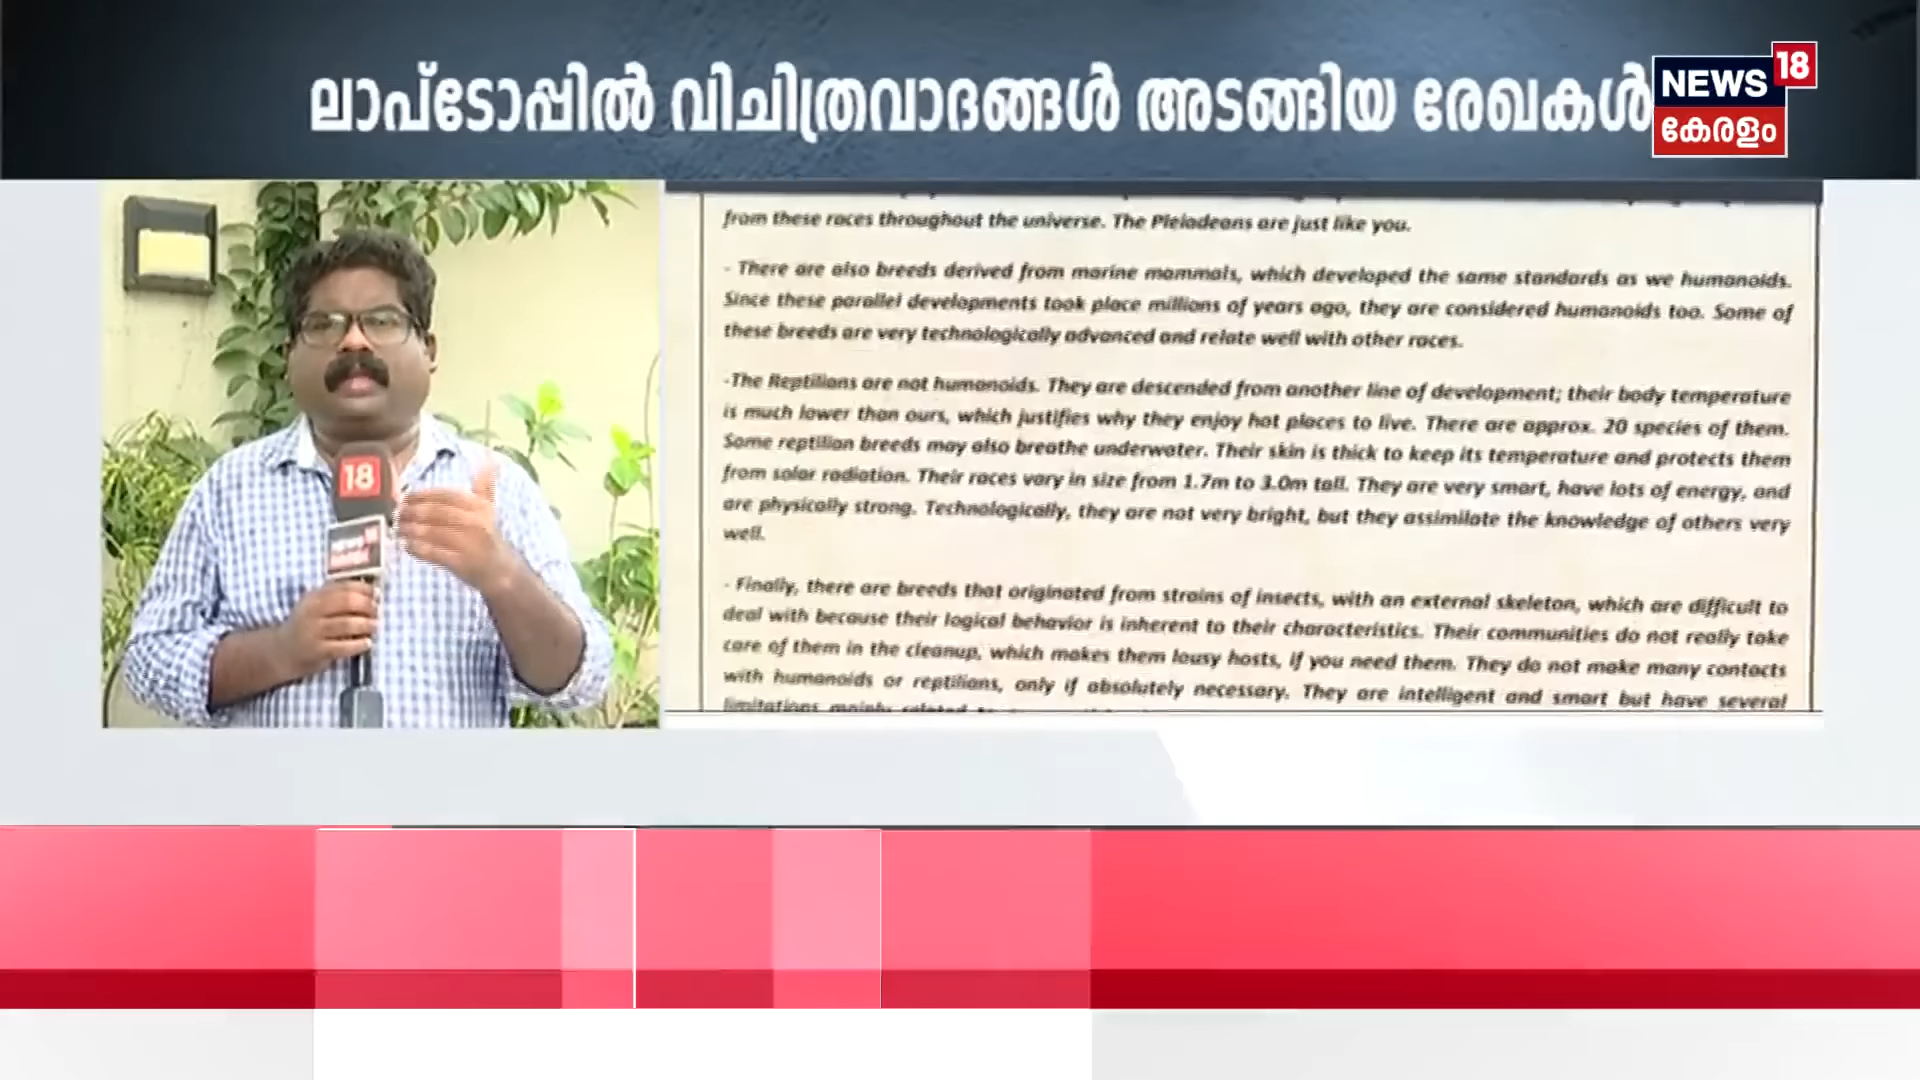 ലാപ്ടോപ്പിൽ വിചിത്രവാദങ്ങൾ അടങ്ങിയ രേഖകൾ
NEWS 18
കേരളം
from these races throughout the universe. The Pleiadeans are just like you.
- There are also breeds derived from marine mammals, which developed the same standards as we humanoids.
Since these parallel developments took place millions of years ago, they are considered humanoids too. Some of
these breeds are very technologically advanced and relate well with other races.
-The Reptilians are not humanoids. They are descended from another line of development; their body temperature
is much lower than ours, which justifies why they enjoy hot places to live. There are approx. 20 species of them.
Some reptilian breeds may also breathe underwater. Their skin is thick to keep its temperature and protects them
from solar radiation. Their races vary in size from 1.7m to 3.0m tall. They are very smart, have lots of energy, and
are physically strong. Technologically, they are not very bright, but they assimilate the knowledge of others very
well.
- Finally, there are breeds that originated from strains of insects, with an external skeleton, which are difficult to
deal with because their logical behavior is inherent to their characteristics. Their communities do not really take
care of them in the cleanup, which makes them lousy hosts, if you need them. They do not make many contacts
with humanoids or reptilians, only if absolutely necessary. They are intelligent and smart but have several
limitations mainly related
18
NEWS 18